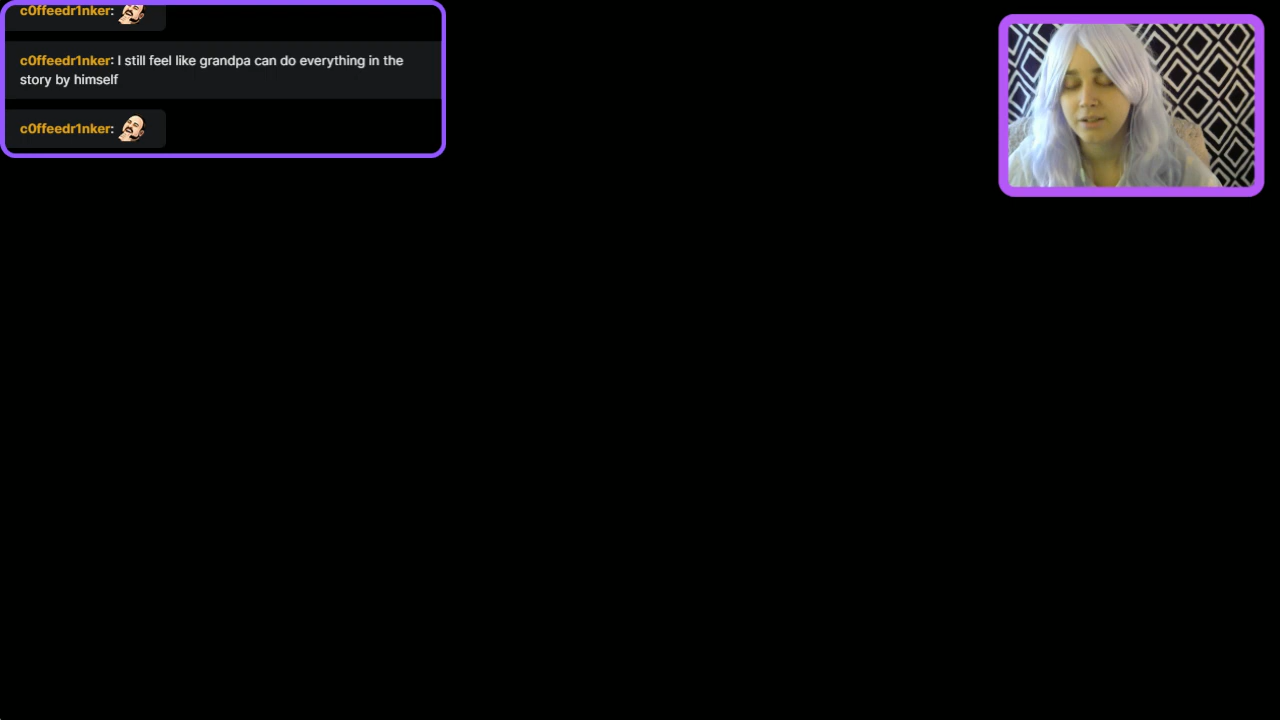 c0ffeedr1nker:
c0ffeedr1nker: I still feel like grandpa can do everything in the
story by himself
c0ffeedr1nker: